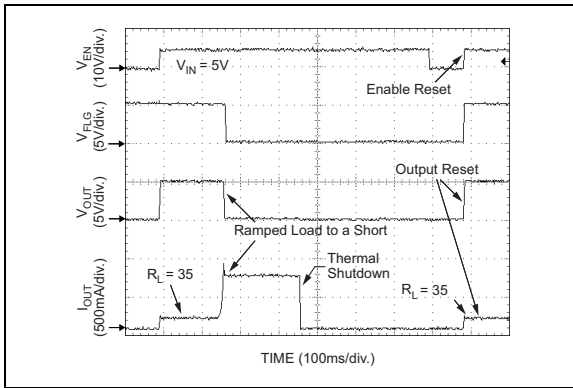 V_EN
(10V/div.)
V_IN = 5V
Enable Reset
V_FLG
(5V/div.)
V_OUT
(5V/div.)
Output Reset
Ramped Load to a Short
Thermal
Shutdown
I_OUT
(500mA/div.)
R_L = 35
R_L = 35
TIME (100ms/div.)